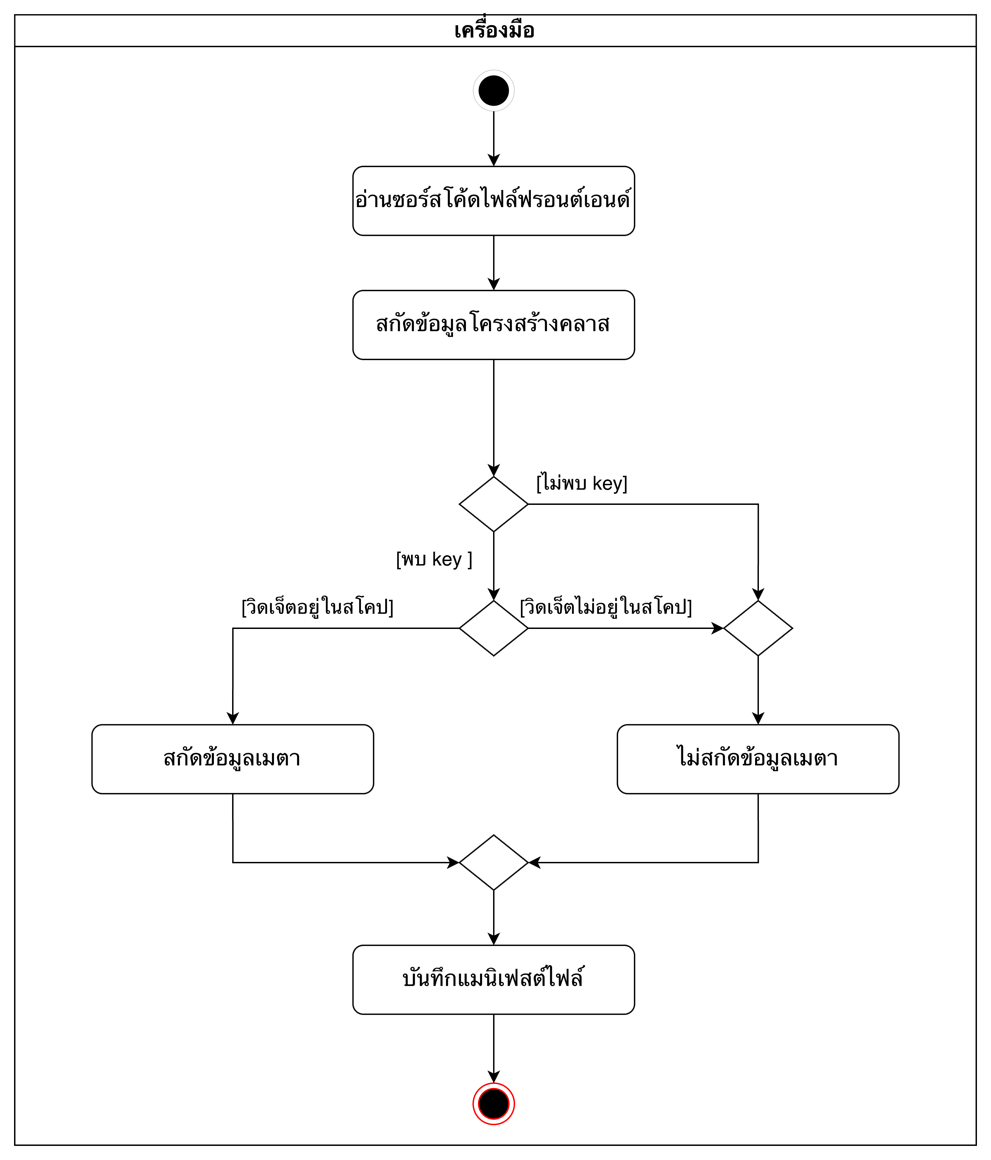 เครื่องมือ
อ่านซอร์สโค้ดไฟล์ฟรอนต์เอนด์
สกัดข้อมูลโครงสร้างคลาส
[ไม่พบ key]
[พบ key ]
[วิดเจ็ตอยู่ในสโคป]
[วิดเจ็ตไม่อยู่ในสโคป]
สกัดข้อมูลเมตา
ไม่สกัดข้อมูลเมตา
บันทึกแมนิเฟสต์ไฟล์